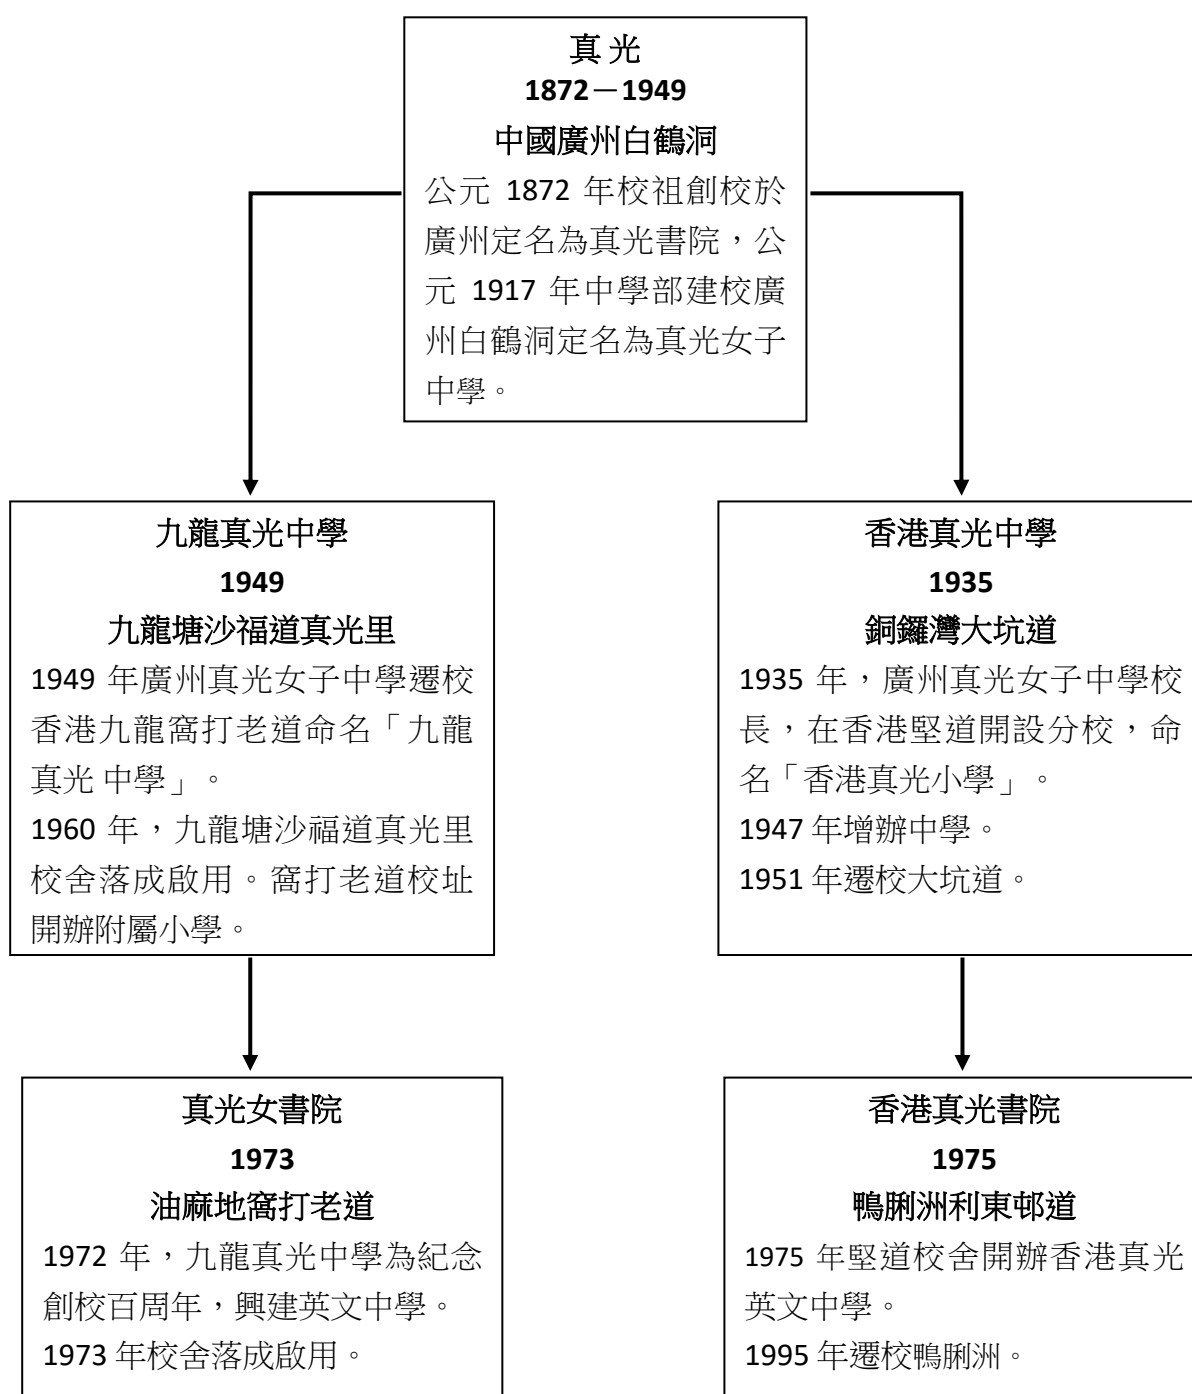 真光
1872－1949
中國廣州白鶴洞
公元 1872 年校祖創校於
廣州定名為真光書院，公
元 1917 年中學部建校廣
州白鶴洞定名為真光女子
中學。
九龍真光中學
1949
九龍塘沙福道真光里
1949 年廣州真光女子中學遷校
香港九龍窩打老道命名「九龍
真光 中學」。
1960 年，九龍塘沙福道真光里
校舍落成啟用。窩打老道校址
開辦附屬小學。
香港真光中學
1935
銅鑼灣大坑道
1935 年，廣州真光女子中學校
長，在香港堅道開設分校，命
名「香港真光小學」。
1947 年增辦中學。
1951 年遷校大坑道。
真光女書院
1973
油麻地窩打老道
1972 年，九龍真光中學為紀念
創校百周年，興建英文中學。
1973 年校舍落成啟用。
香港真光書院
1975
鴨脷洲利東邨道
1975 年堅道校舍開辦香港真光
英文中學。
1995 年遷校鴨脷洲。